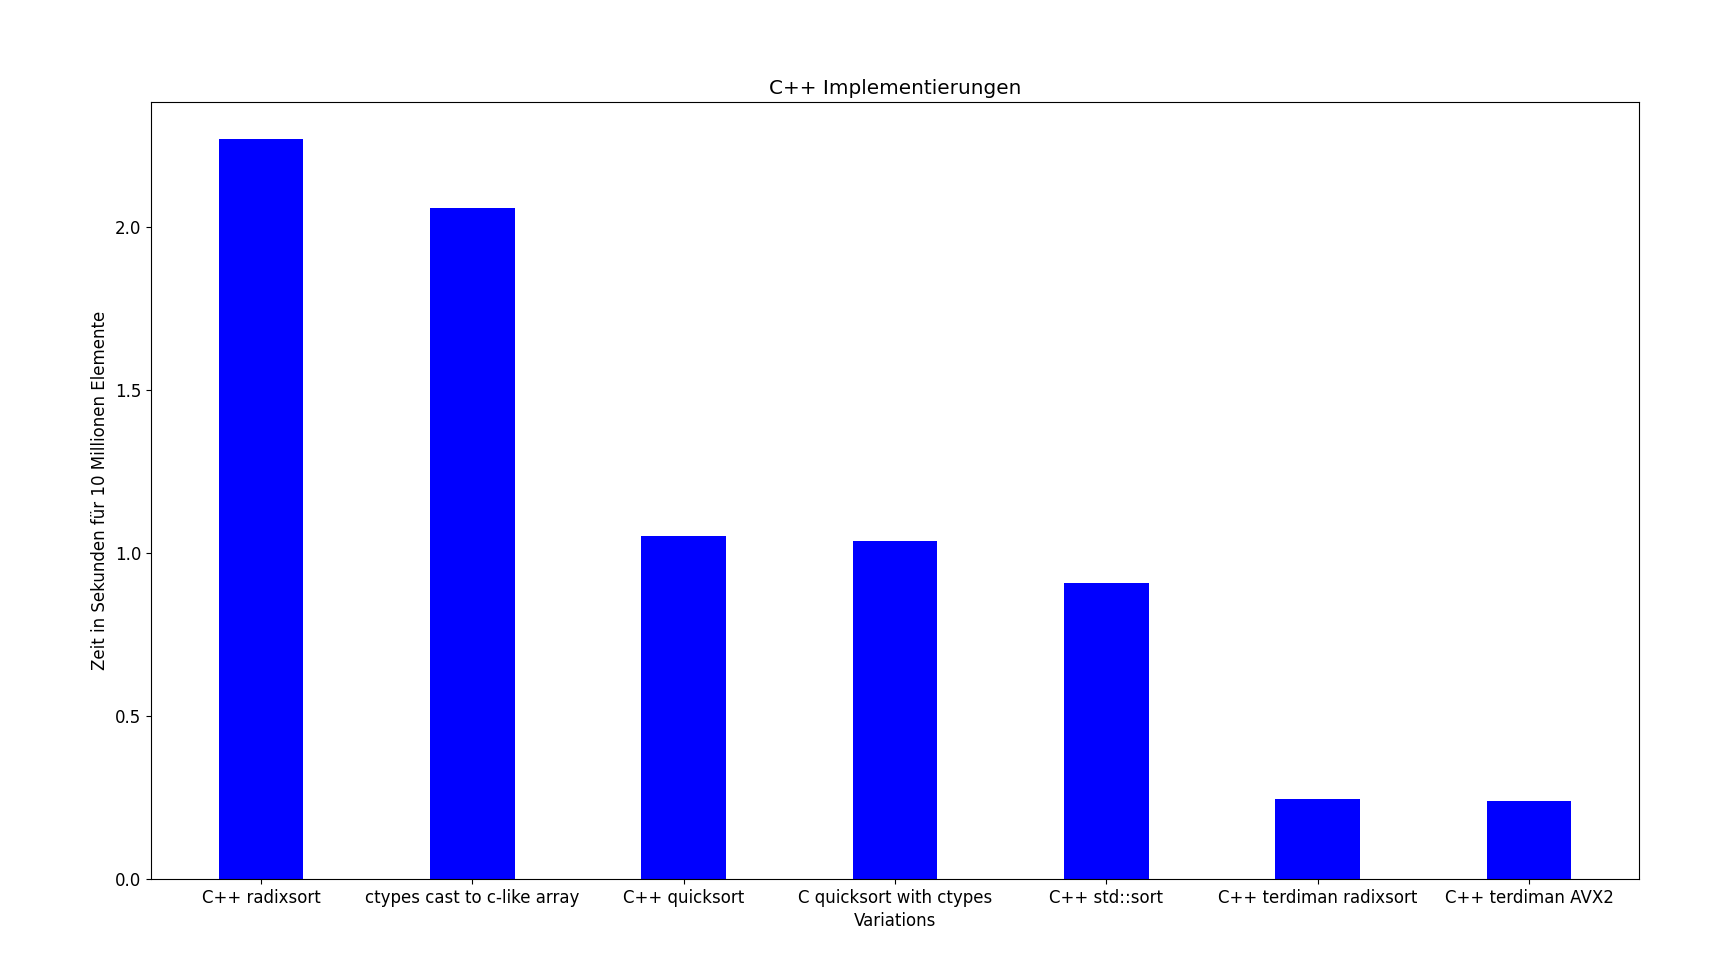 C++ Implementierungen
Zeit in Sekunden für 10 Millionen Elemente
2.0
1.5
1.0
0.5
0.0
C++ radixsort
ctypes cast to c-like array
C++ quicksort
C quicksort with ctypes
C++ std::sort
C++ terdiman radixsort
C++ terdiman AVX2
Variations